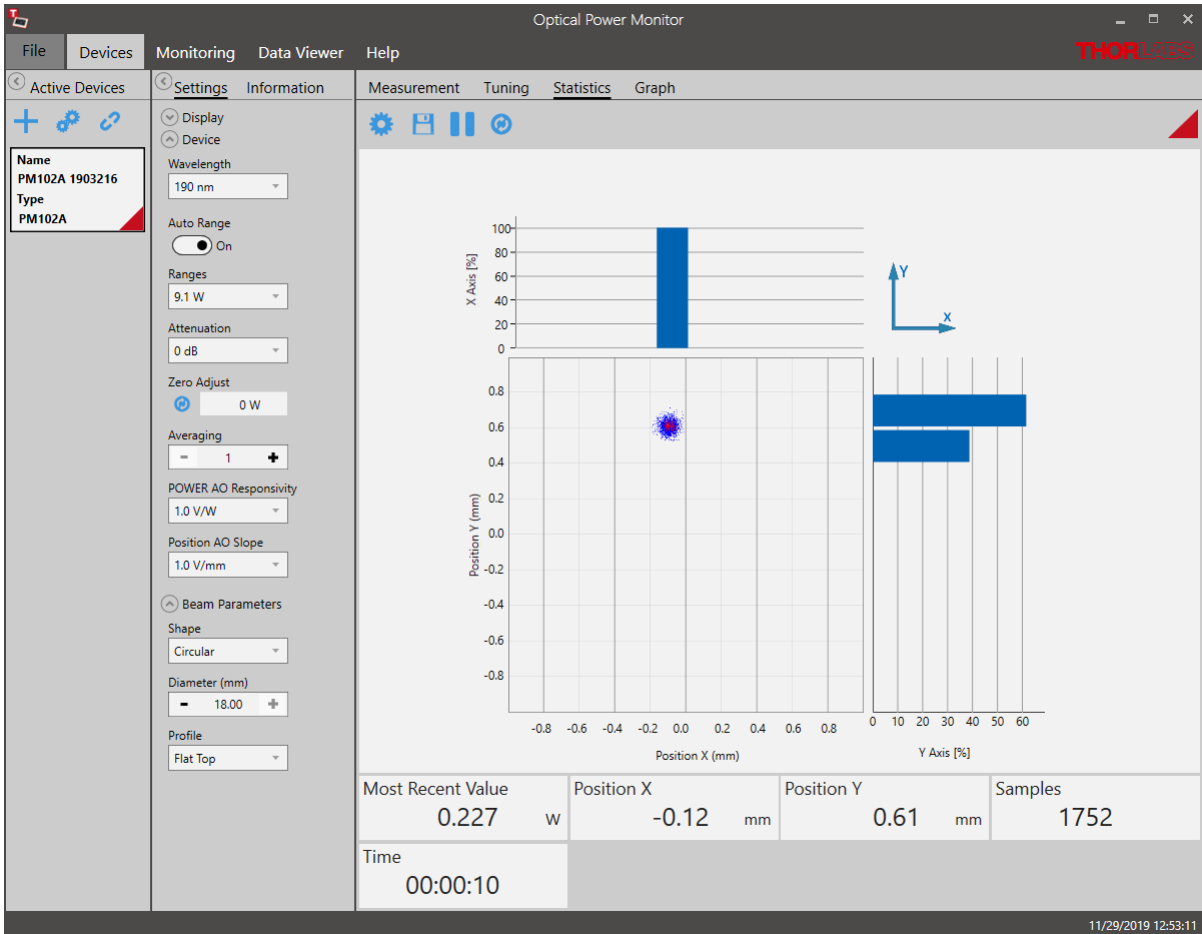 Optical Power Monitor
File Devices Monitoring Data Viewer Help
THORLABS
Active Devices
Name
PM102A 1903216
Type
PM102A
Settings Information
Display
Device
Wavelength
190 nm
Auto Range
On
Ranges
9.1 W
Attenuation
0 dB
Zero Adjust
0 W
Averaging
- 1 +
POWER AO Responsivity
1.0 V/W
Position AO Slope
1.0 V/mm
Beam Parameters
Shape
Circular
Diameter (mm)
- 18.00 +
Profile
Flat Top
Measurement Tuning Statistics Graph
X Axis [%]
100
80
60
40
20
0
Y
X
Position Y (mm)
0.8
0.6
0.4
0.2
0.0
-0.2
-0.4
-0.6
-0.8
-0.8 -0.6 -0.4 -0.2 0.0 0.2 0.4 0.6 0.8
Position X (mm)
0 10 20 30 40 50 60
Y Axis [%]
Most Recent Value
0.227 W
Position X
-0.12 mm
Position Y
0.61 mm
Samples
1752
Time
00:00:10
11/29/2019 12:53:11